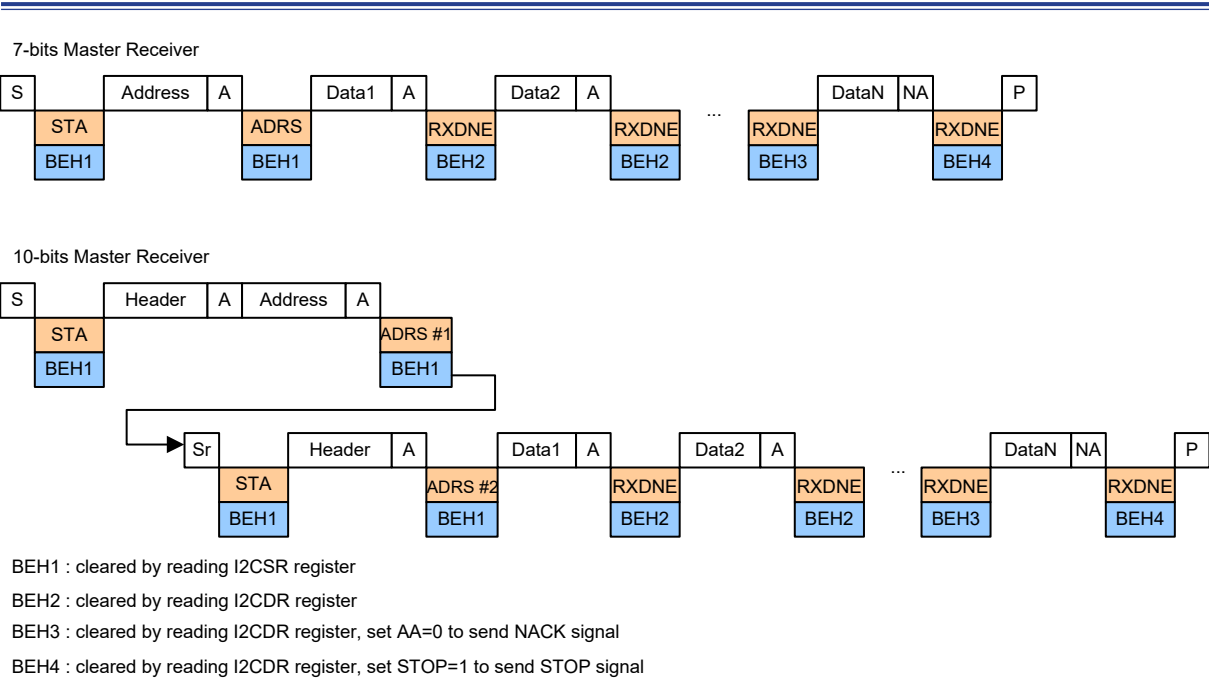 7-bits Master Receiver
S Address A Data1 A Data2 A DataN NA P
STA ADRS RXDNE RXDNE ... RXDNE RXDNE
BEH1 BEH1 BEH2 BEH2 BEH3 BEH4
10-bits Master Receiver
S Header A Address A
STA ADRS #1
BEH1 BEH1
Sr Header A Data1 A Data2 A DataN NA P
STA ADRS #2 RXDNE RXDNE ... RXDNE RXDNE
BEH1 BEH1 BEH2 BEH2 BEH3 BEH4
BEH1 : cleared by reading I2CSR register
BEH2 : cleared by reading I2CDR register
BEH3 : cleared by reading I2CDR register, set AA=0 to send NACK signal
BEH4 : cleared by reading I2CDR register, set STOP=1 to send STOP signal